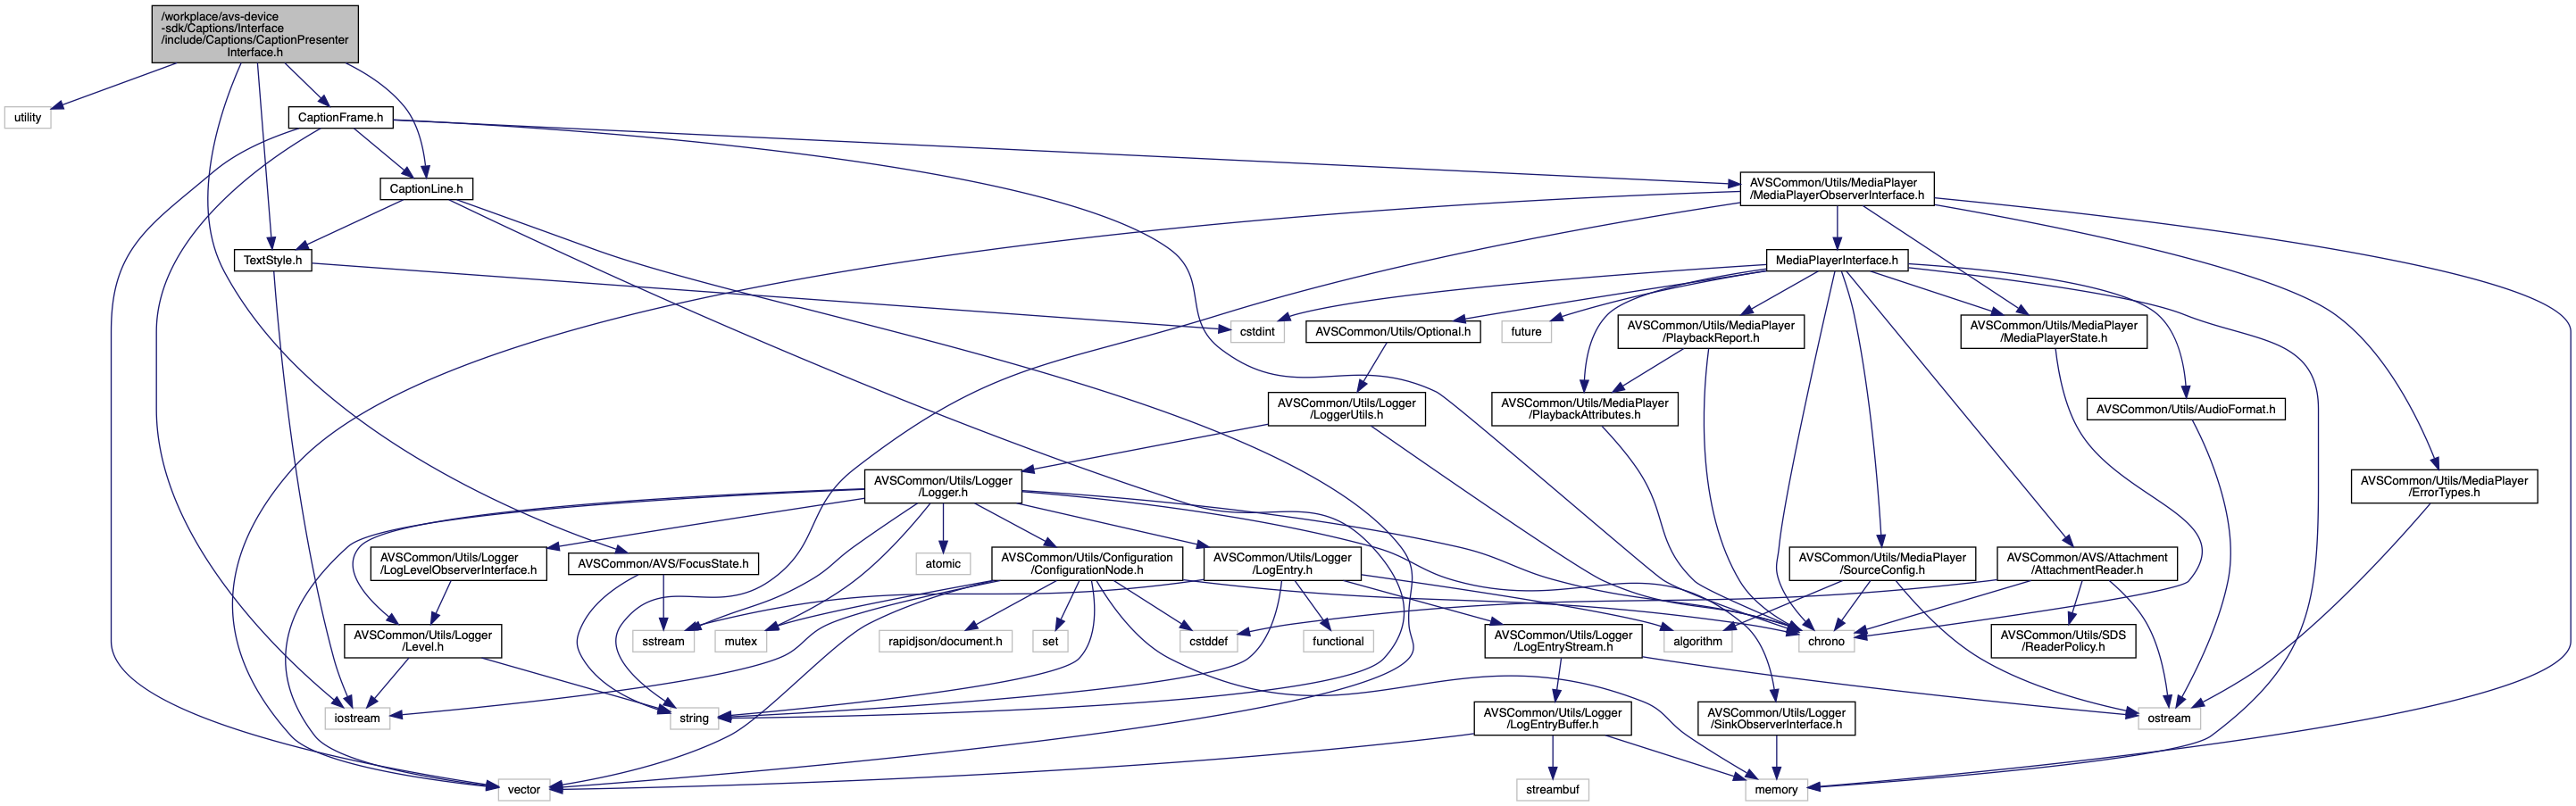 /workplace/avs-device
-sdk/Captions/Interface
/include/Captions/CaptionPresenter
Interface.h
utility
CaptionFrame.h
CaptionLine.h
AVSCommon/Utils/MediaPlayer
/MediaPlayerObserverInterface.h
TextStyle.h
MediaPlayerInterface.h
cstdint
AVSCommon/Utils/Optional.h
future
AVSCommon/Utils/MediaPlayer
/PlaybackReport.h
AVSCommon/Utils/MediaPlayer
/MediaPlayerState.h
AVSCommon/Utils/Logger
/LoggerUtils.h
AVSCommon/Utils/MediaPlayer
/PlaybackAttributes.h
AVSCommon/Utils/AudioFormat.h
AVSCommon/Utils/Logger
/Logger.h
AVSCommon/Utils/MediaPlayer
/ErrorTypes.h
AVSCommon/Utils/Logger
/LogLevelObserverInterface.h
AVSCommon/AVS/FocusState.h
atomic
AVSCommon/Utils/Configuration
/ConfigurationNode.h
AVSCommon/Utils/Logger
/LogEntry.h
AVSCommon/Utils/MediaPlayer
/SourceConfig.h
AVSCommon/AVS/Attachment
/AttachmentReader.h
AVSCommon/Utils/Logger
/Level.h
sstream
mutex
rapidjson/document.h
set
cstddef
functional
AVSCommon/Utils/Logger
/LogEntryStream.h
algorithm
chrono
AVSCommon/Utils/SDS
/ReaderPolicy.h
iostream
string
AVSCommon/Utils/Logger
/LogEntryBuffer.h
AVSCommon/Utils/Logger
/SinkObserverInterface.h
ostream
vector
streambuf
memory